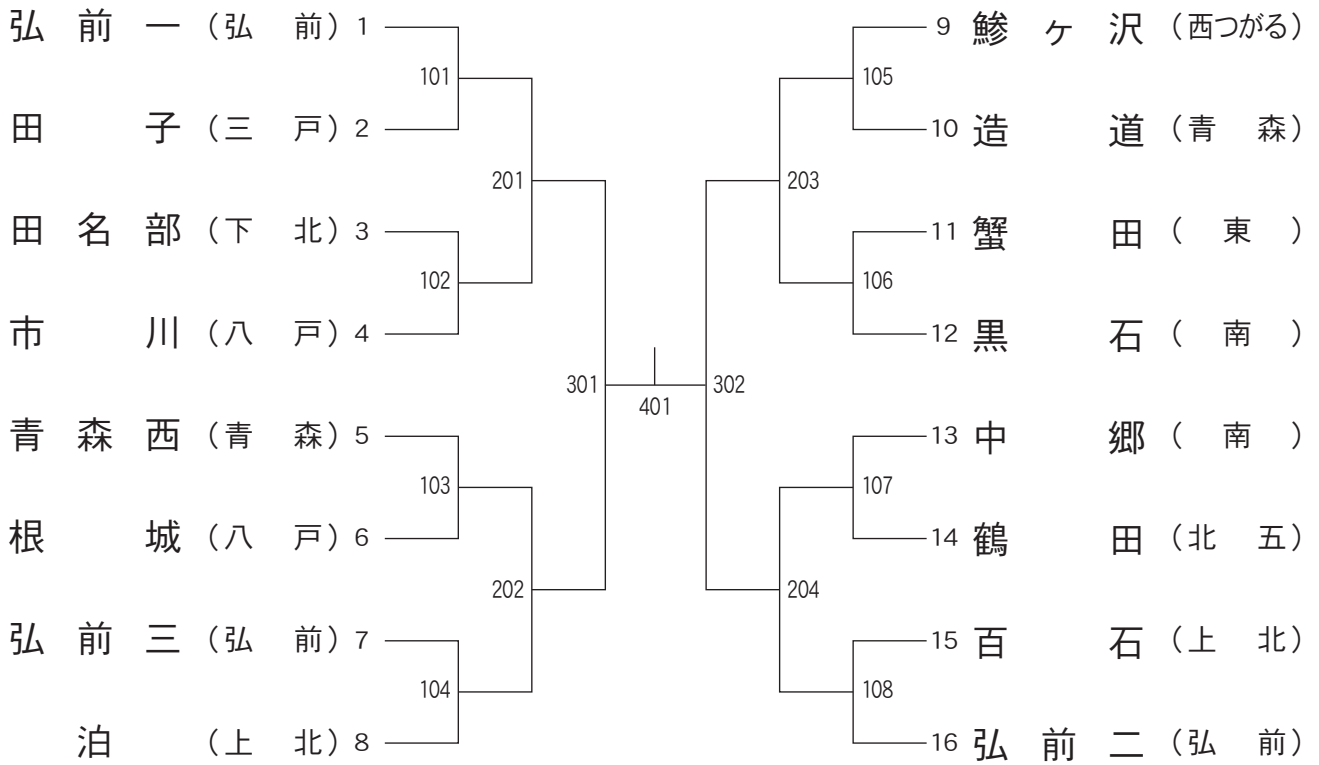 弘前一（弘前）1
101
田子（三戸）2
201
田名部（下北）3
102
市川（八戸）4
301
青森西（青森）5
103
根城（八戸）6
202
弘前三（弘前）7
104
泊（上北）8
401
9 鰺ヶ沢（西つがる）
105
10 造道（青森）
203
11 蟹田（東）
106
12 黒石（南）
302
13 中郷（南）
107
14 鶴田（北五）
204
15 百石（上北）
108
16 弘前二（弘前）